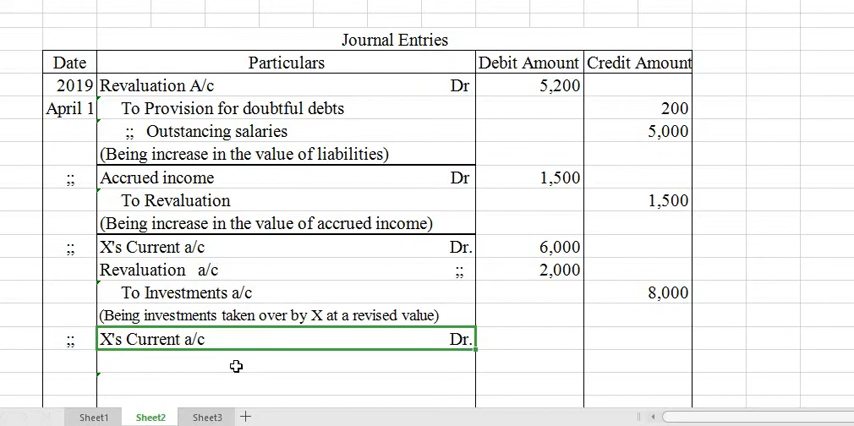 Journal Entries
Date Particulars Debit Amount Credit Amount
2019 Revaluation A/c Dr 5,200
April 1 To Provision for doubtful debts 200
;; Outstancing salaries 5,000
(Being increase in the value of liabilities)
;; Accrued income Dr 1,500
To Revaluation 1,500
(Being increase in the value of accrued income)
;; X's Current a/c Dr. 6,000
Revaluation a/c ;; 2,000
To Investments a/c 8,000
(Being investments taken over by X at a revised value)
;; X's Current a/c Dr.
Sheet1 Sheet2 Sheet3